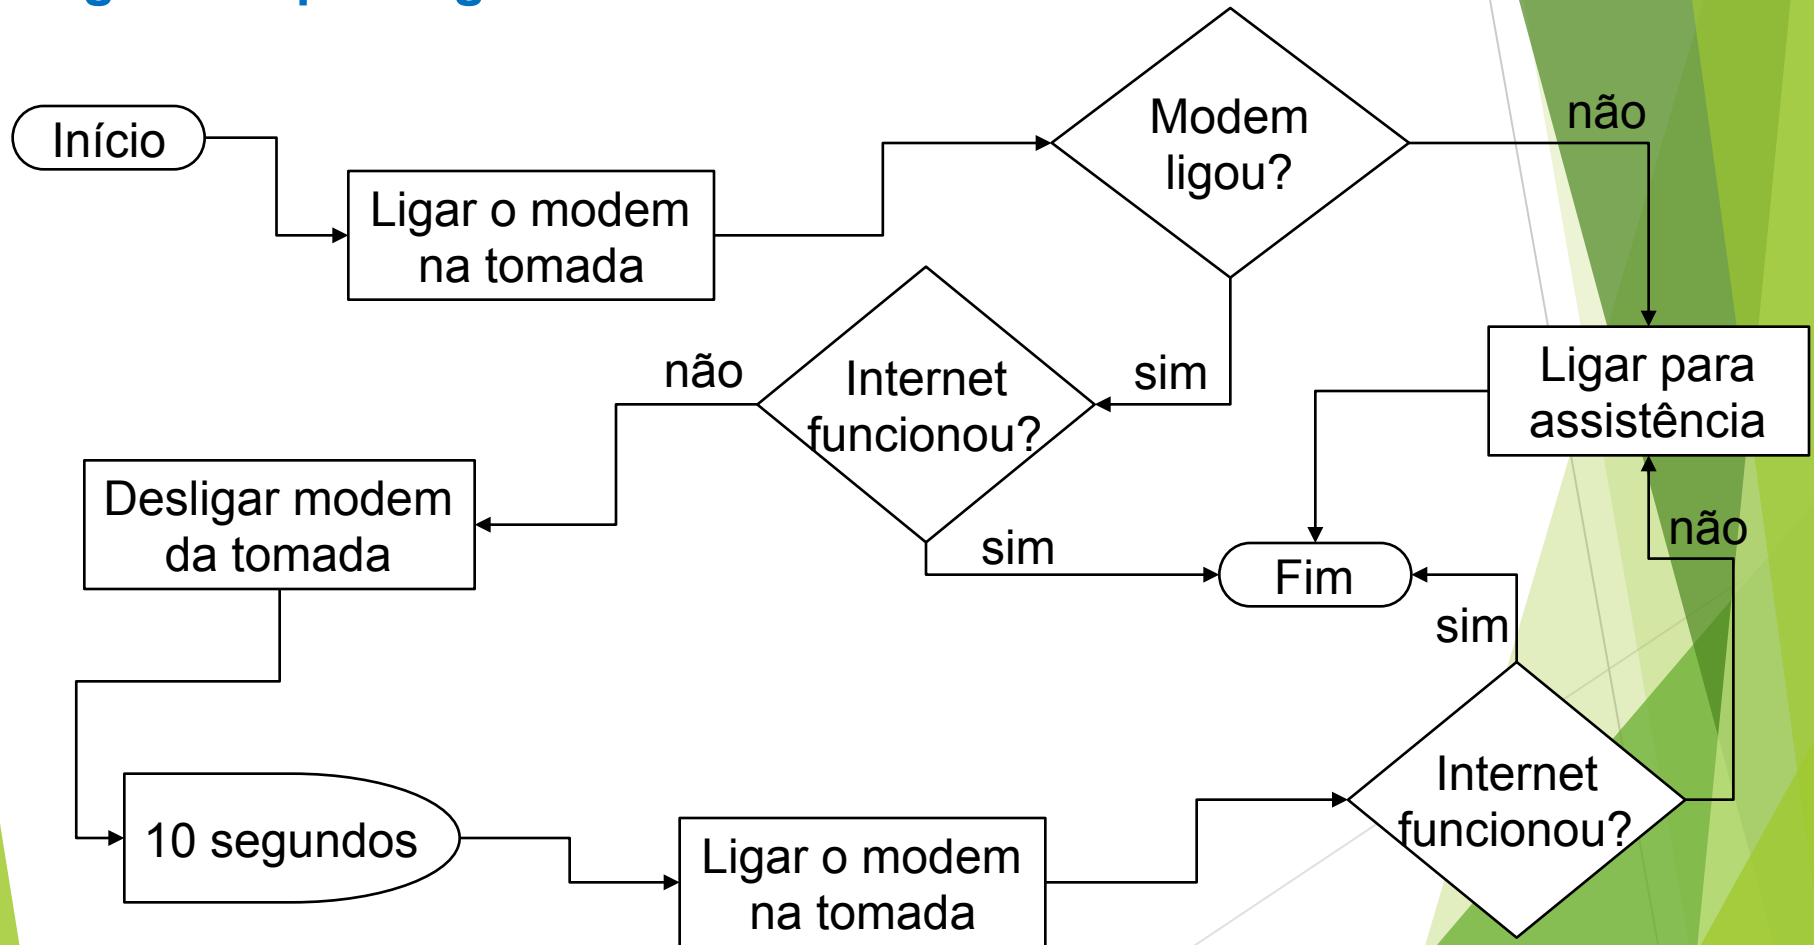 Início
Ligar o modem
na tomada
Modem
ligou?
não
sim
Internet
funcionou?
não
sim
Ligar para
assistência
Desligar modem
da tomada
Fim
não
sim
10 segundos
Ligar o modem
na tomada
Internet
funcionou?